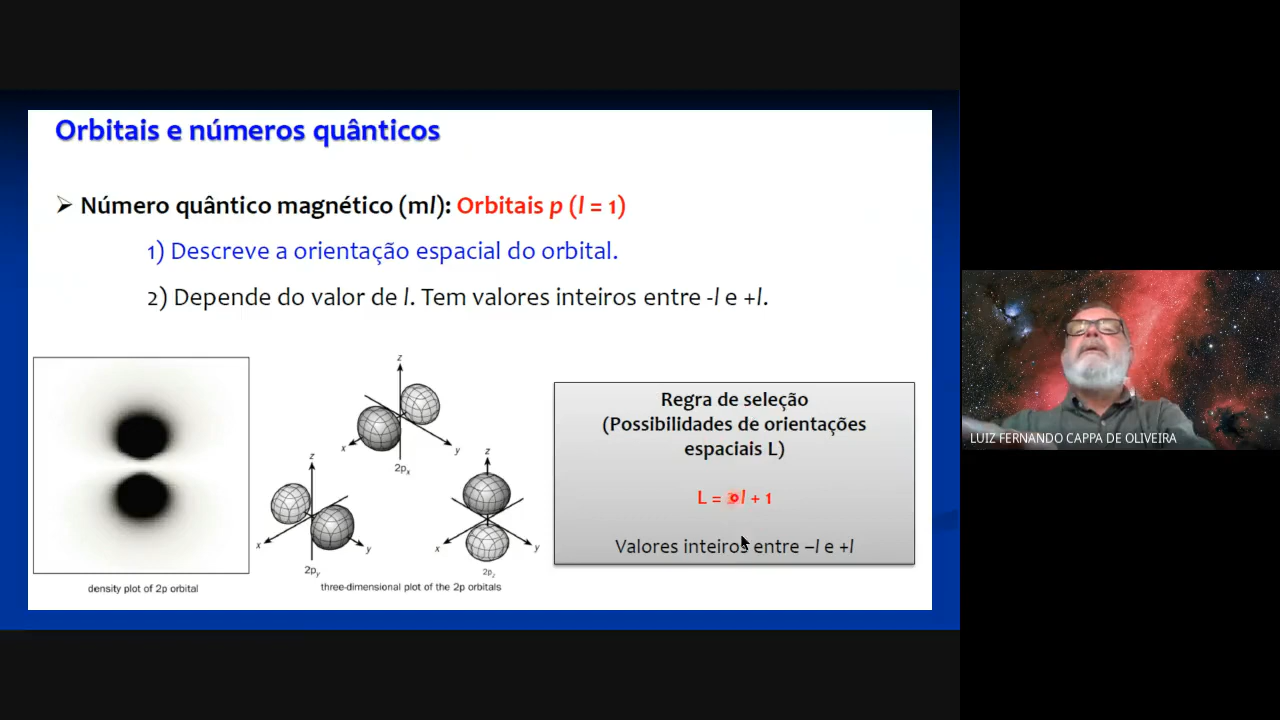 Orbitais e números quânticos
➢ Número quântico magnético (ml): Orbitais p (l = 1)
1) Descreve a orientação espacial do orbital.
2) Depende do valor de l. Tem valores inteiros entre -l e +l.
z
x
y
2px
z
x
y
2py
z
x
y
2pz
density plot of 2p orbital
three-dimensional plot of the 2p orbitals
Regra de seleção
(Possibilidades de orientações
espaciais L)
L = l + 1
Valores inteiros entre –l e +l
LUIZ FERNANDO CAPPA DE OLIVEIRA